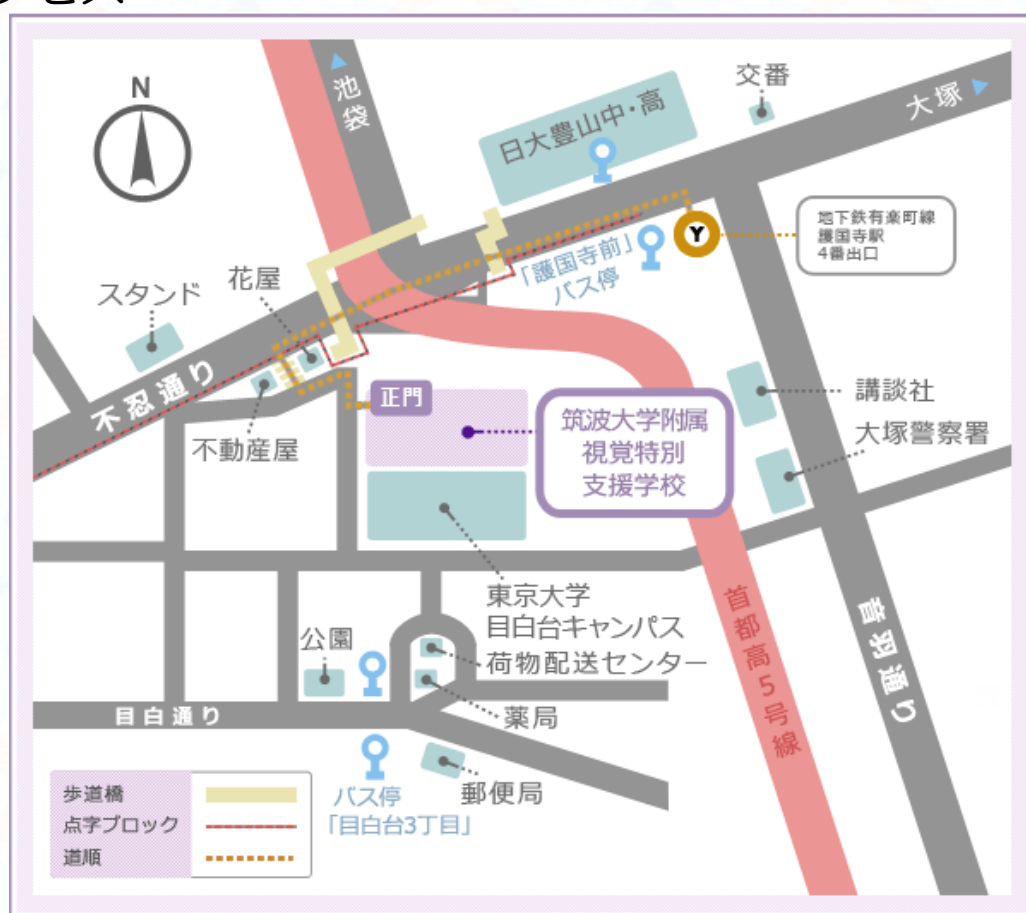 N
池袋
日大豊山中・高
交番
大塚
地下鉄有楽町線
護国寺駅
4番出口
Y
「護国寺前」
バス停
花屋
スタンド
不忍通り
不動産屋
正門
筑波大学附属
視覚特別
支援学校
講談社
大塚警察署
東京大学
目白台キャンパス
荷物配送センター
公園
薬局
首都高5号線
音羽通り
目白通り
郵便局
バス停
「目白台3丁目」
歩道橋
点字ブロック
道順